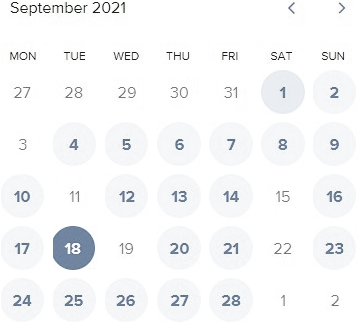 September 2021
MON TUE WED THU FRI SAT SUN
27 28 29 30 31 1 2
3 4 5 6 7 8 9
10 11 12 13 14 15 16
17 18 19 20 21 22 23
24 25 26 27 28 1 2